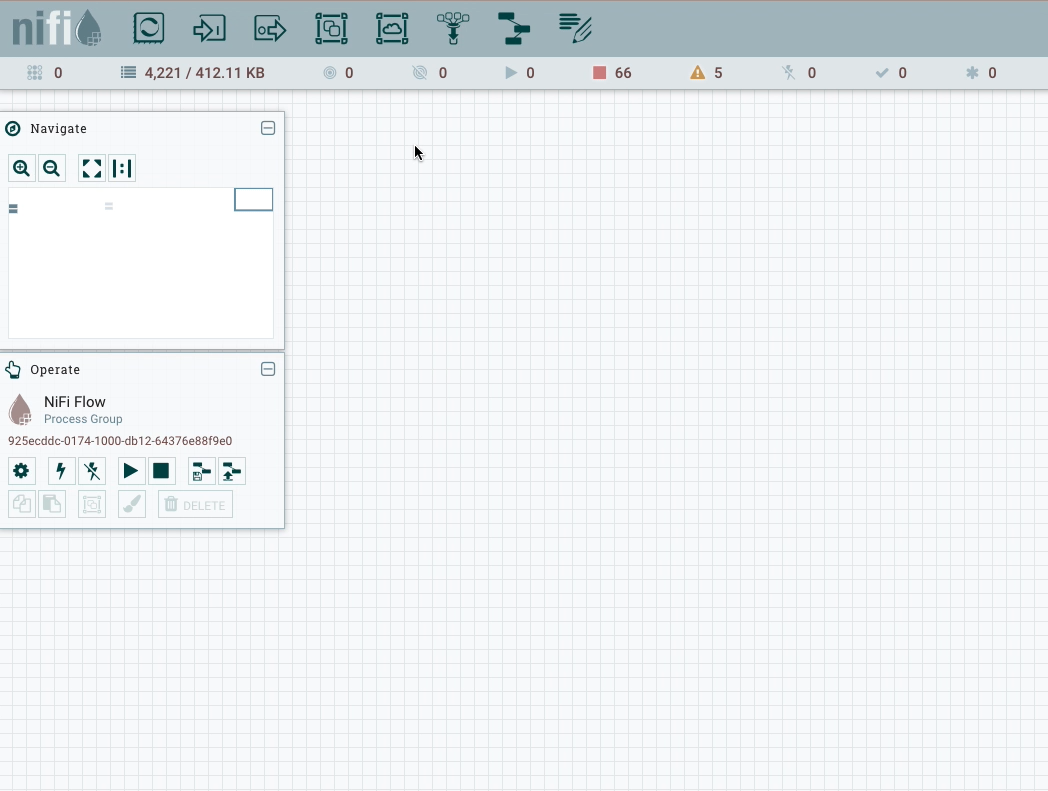 nifi
0 4,221 / 412.11 KB 0 0 0 66 5 0 0 0
Navigate
Operate
NiFi Flow
Process Group
925ecddc-0174-1000-db12-64376e88f9e0
DELETE